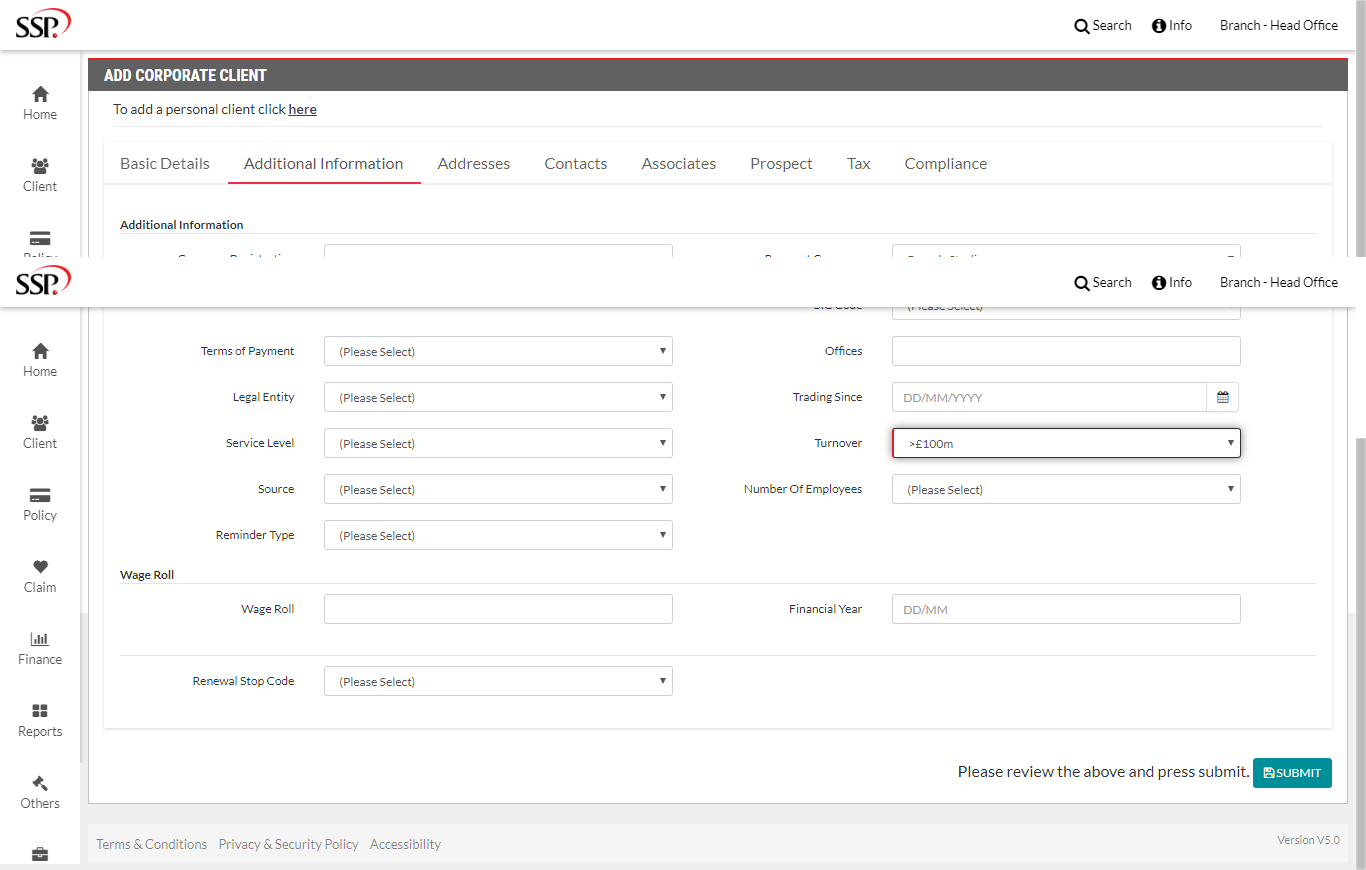 SSP.
Search Info Branch - Head Office
ADD CORPORATE CLIENT
To add a personal client click here
Home
Basic Details Additional Information Addresses Contacts Associates Prospect Tax Compliance
Client
Additional Information
Policy
SSP.
Search Info Branch - Head Office
(Please Select)
Home
Terms of Payment (Please Select) Offices
Legal Entity (Please Select) Trading Since DD/MM/YYYY
Client
Service Level (Please Select) Turnover >£100m
Source (Please Select) Number Of Employees (Please Select)
Policy
Reminder Type (Please Select)
Wage Roll
Claim
Wage Roll Financial Year DD/MM
Finance
Renewal Stop Code (Please Select)
Reports
Please review the above and press submit. SUBMIT
Others
Terms & Conditions Privacy & Security Policy Accessibility Version V5.0